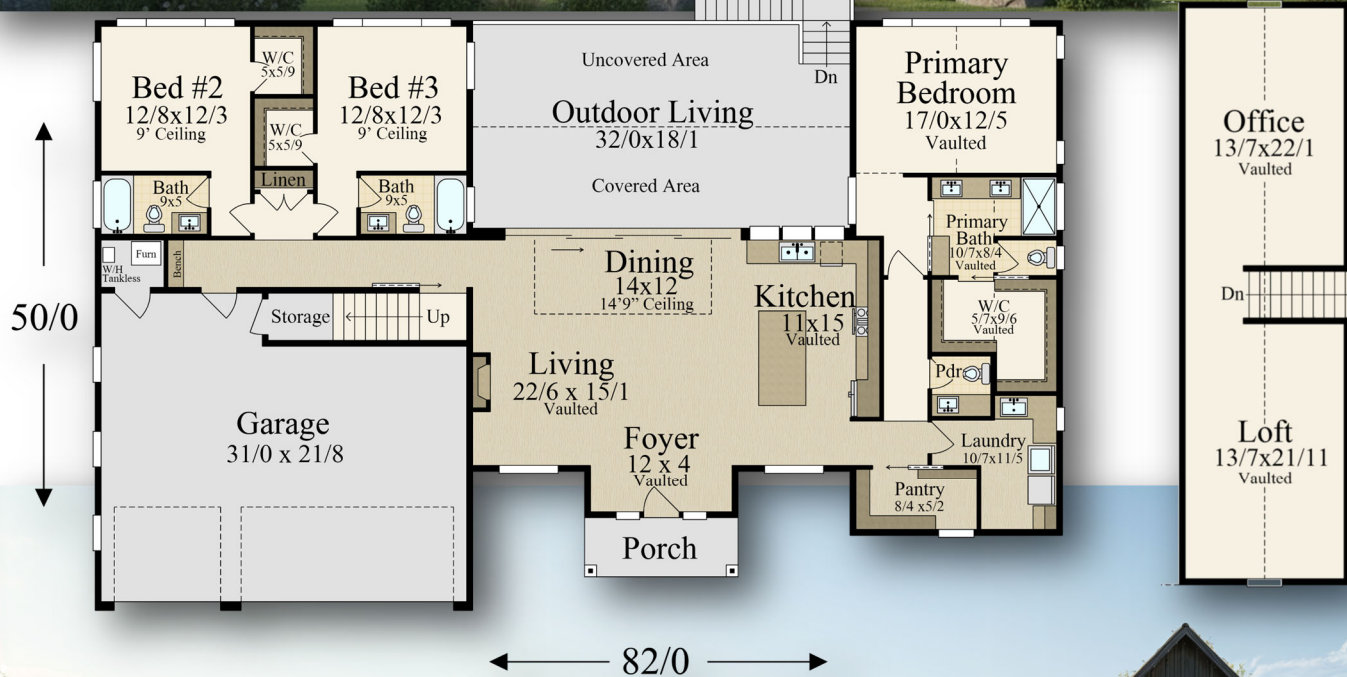 Bed #2
12/8x12/3
9' Ceiling
W/C
5x5/9
W/C
5x5/9
Bed #3
12/8x12/3
9' Ceiling
Linen
Bath
9x5
Bath
9x5
Uncovered Area
Outdoor Living
32/0x18/1
Covered Area
Dn
Primary
Bedroom
17/0x12/5
Vaulted
Primary
Bath
10/7x8/4
Vaulted
W/C
5/7x9/6
Vaulted
Pdr
Laundry
10/7x11/5
Pantry
8/4 x5/2
W/H
Tankless
Furn
Bench
Storage
Up
Dining
14x12
14'9" Ceiling
Kitchen
11x15
Vaulted
Living
22/6 x 15/1
Vaulted
Foyer
12 x 4
Vaulted
Garage
31/0 x 21/8
Porch
50/0
82/0
Office
13/7x22/1
Vaulted
Dn
Loft
13/7x21/11
Vaulted